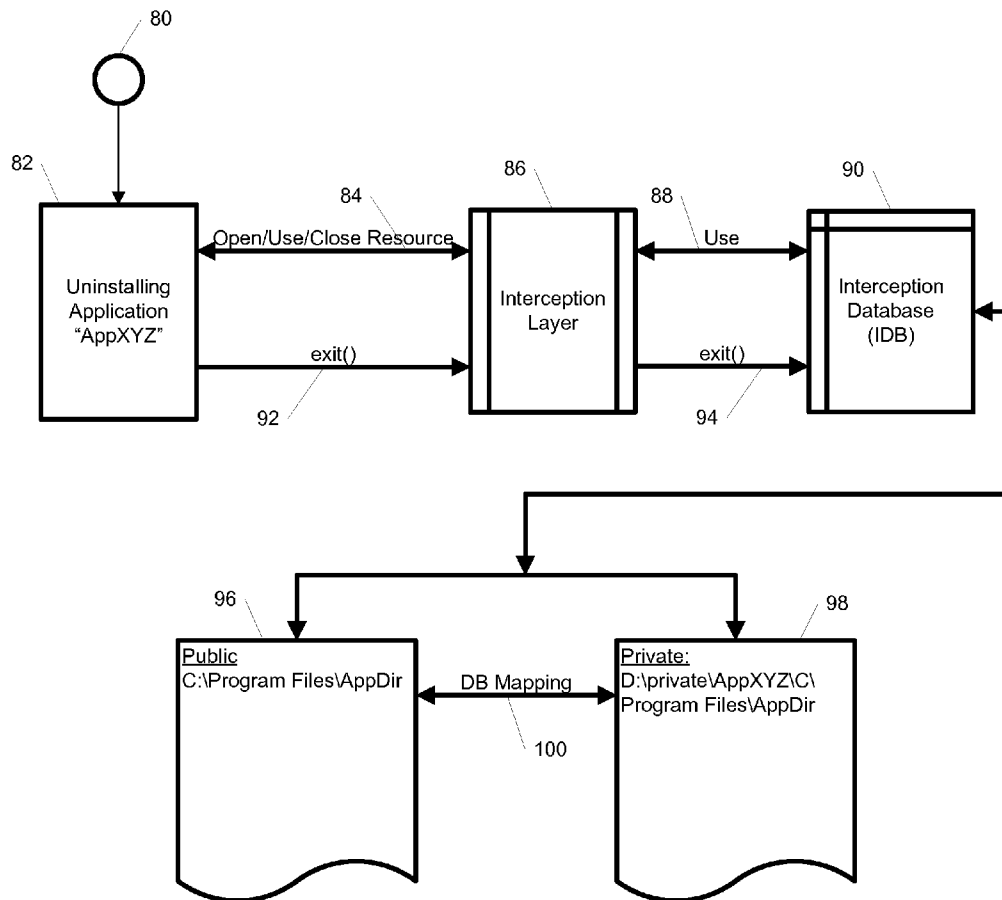 80
82
84
86
88
90
Open/Use/Close Resource
Use
Uninstalling
Application
“AppXYZ”
Interception
Layer
Interception
Database
(IDB)
exit()
exit()
92
94
96
98
Public
C:\Program Files\AppDir
DB Mapping
100
Private:
D:\private\AppXYZ\C\
Program Files\AppDir